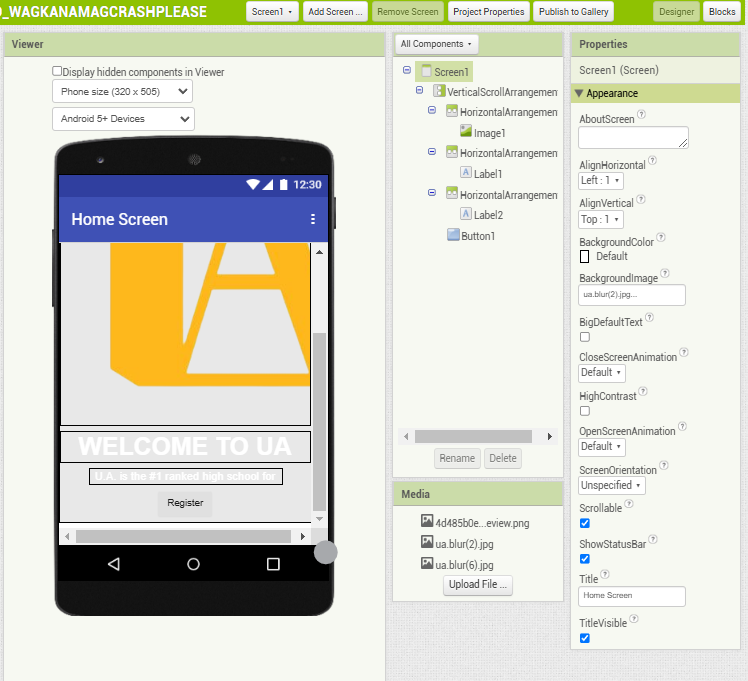 _WAGKANAMAGCRASHPLEASE
Screen1
Add Screen ...
Remove Screen
Project Properties
Publish to Gallery
Designer
Blocks
Viewer
Display hidden components in Viewer
Phone size (320 x 505)
Android 5+ Devices
12:30
Home Screen
WELCOME TO UA
U.A. is the #1 ranked high school for
Register
All Components
Screen1
VerticalScrollArrangemen
HorizontalArrangemen
Image1
HorizontalArrangemen
Label1
HorizontalArrangemen
Label2
Button1
Rename
Delete
Media
4d485b0e...eview.png
ua.blur(2).jpg
ua.blur(6).jpg
Upload File ...
Properties
Screen1 (Screen)
Appearance
AboutScreen ?
AlignHorizontal ?
Left : 1
AlignVertical ?
Top : 1
BackgroundColor ?
Default
BackgroundImage ?
ua.blur(2).jpg...
BigDefaultText ?
CloseScreenAnimation ?
Default
HighContrast ?
OpenScreenAnimation ?
Default
ScreenOrientation ?
Unspecified
Scrollable ?
ShowStatusBar ?
Title ?
Home Screen
TitleVisible ?